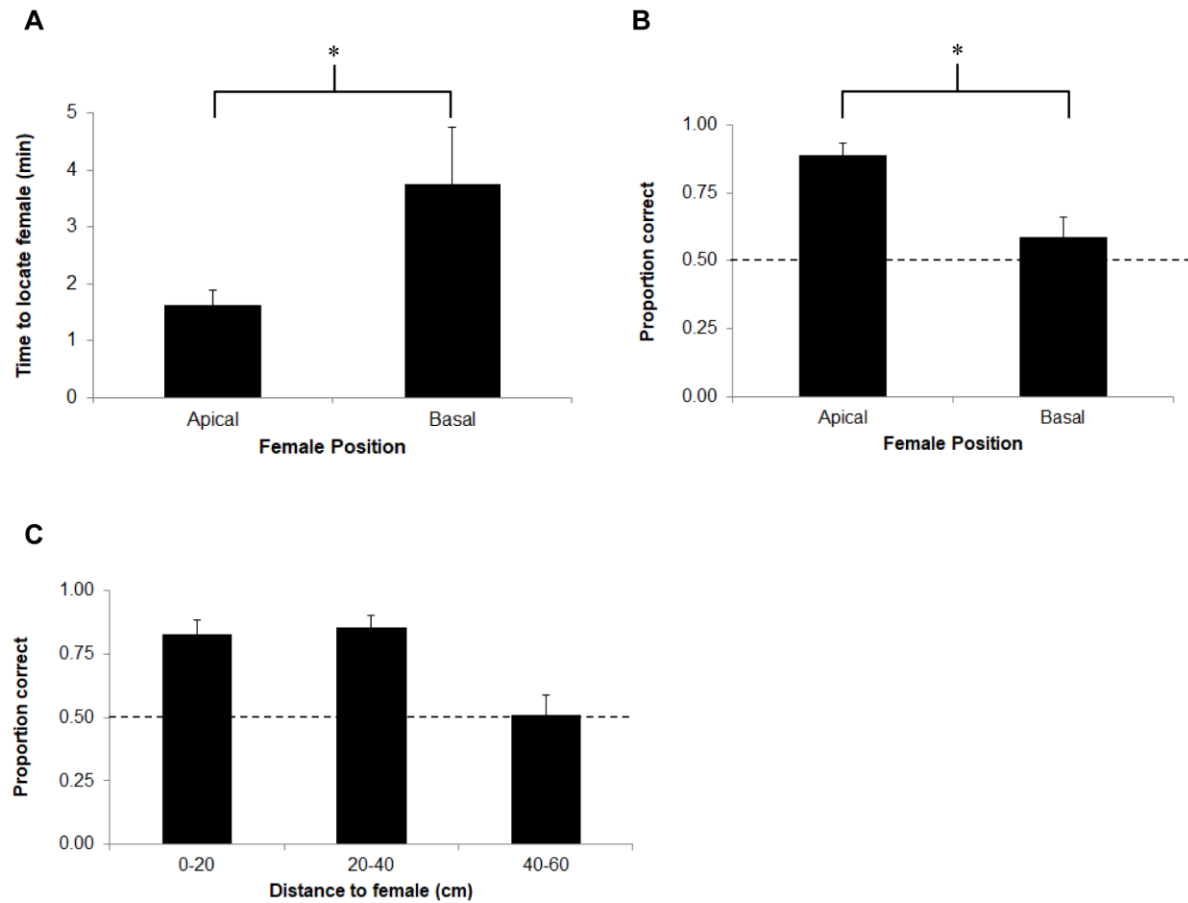 A
*
Time to locate female (min)
5
4
3
2
1
0
Apical
Basal
Female Position
B
*
Proportion correct
1.00
0.75
0.50
0.25
0.00
Apical
Basal
Female Position
C
Proportion correct
1.00
0.75
0.50
0.25
0.00
0-20
20-40
40-60
Distance to female (cm)